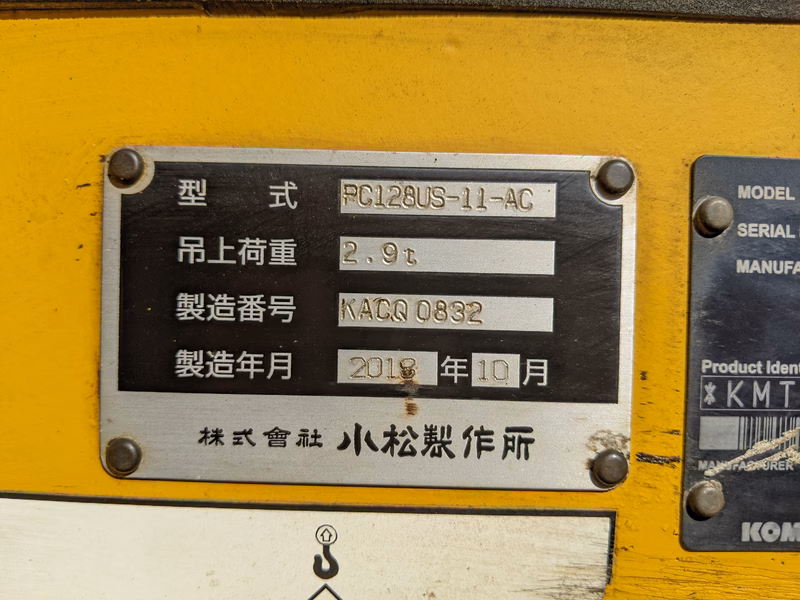 型 式 PC128US-11-AC
吊上荷重 2.9t
製造番号 KACQ0832
製造年月 2018年10月
株式會社 小松製作所
MODEL
SERIAL
MANUFA
Product Ident
*KMT
MANUFACTURER
KOM